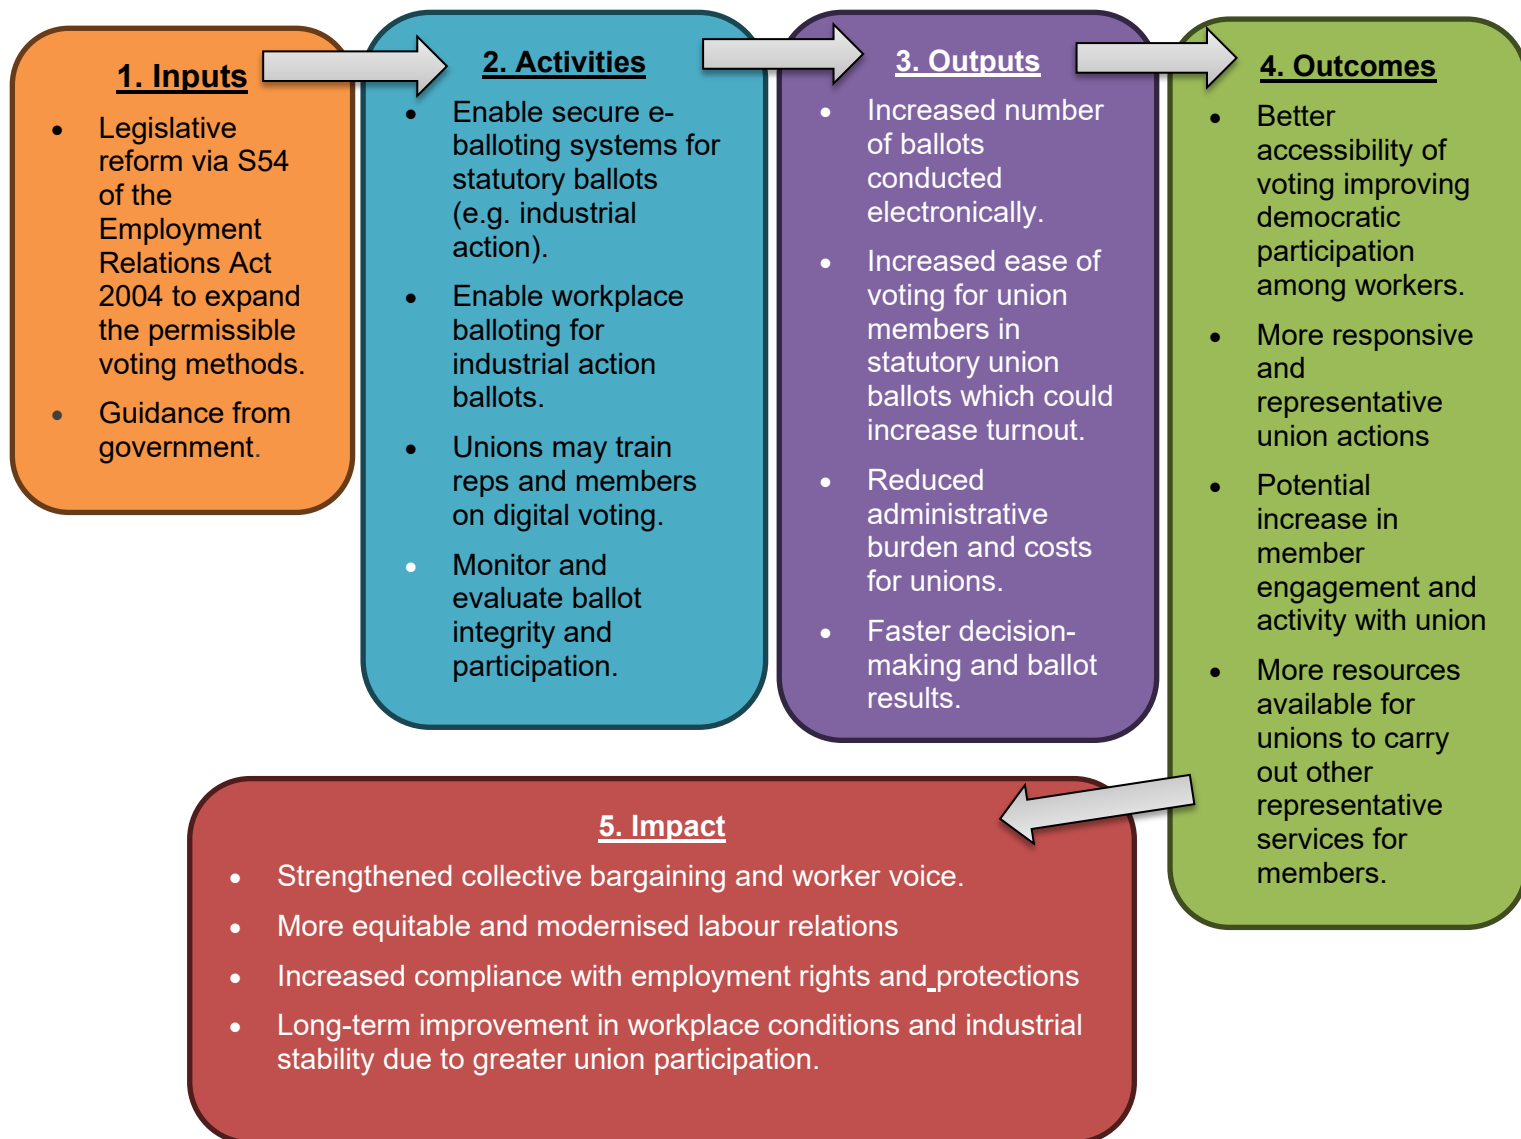 1. Inputs
• Legislative
reform via S54
of the
Employment
Relations Act
2004 to expand
the permissible
voting methods.
• Guidance from
government.
2. Activities
• Enable secure e-
balloting systems for
statutory ballots
(e.g. industrial
action).
• Enable workplace
balloting for
industrial action
ballots.
• Unions may train
reps and members
on digital voting.
• Monitor and
evaluate ballot
integrity and
participation.
3. Outputs
• Increased number
of ballots
conducted
electronically.
• Increased ease of
voting for union
members in
statutory union
ballots which could
increase turnout.
• Reduced
administrative
burden and costs
for unions.
• Faster decision-
making and ballot
results.
4. Outcomes
• Better
accessibility of
voting improving
democratic
participation
among workers.
• More responsive
and
representative
union actions
• Potential
increase in
member
engagement and
activity with union
• More resources
available for
unions to carry
out other
representative
services for
members.
5. Impact
• Strengthened collective bargaining and worker voice.
• More equitable and modernised labour relations
• Increased compliance with employment rights and protections
• Long-term improvement in workplace conditions and industrial
stability due to greater union participation.